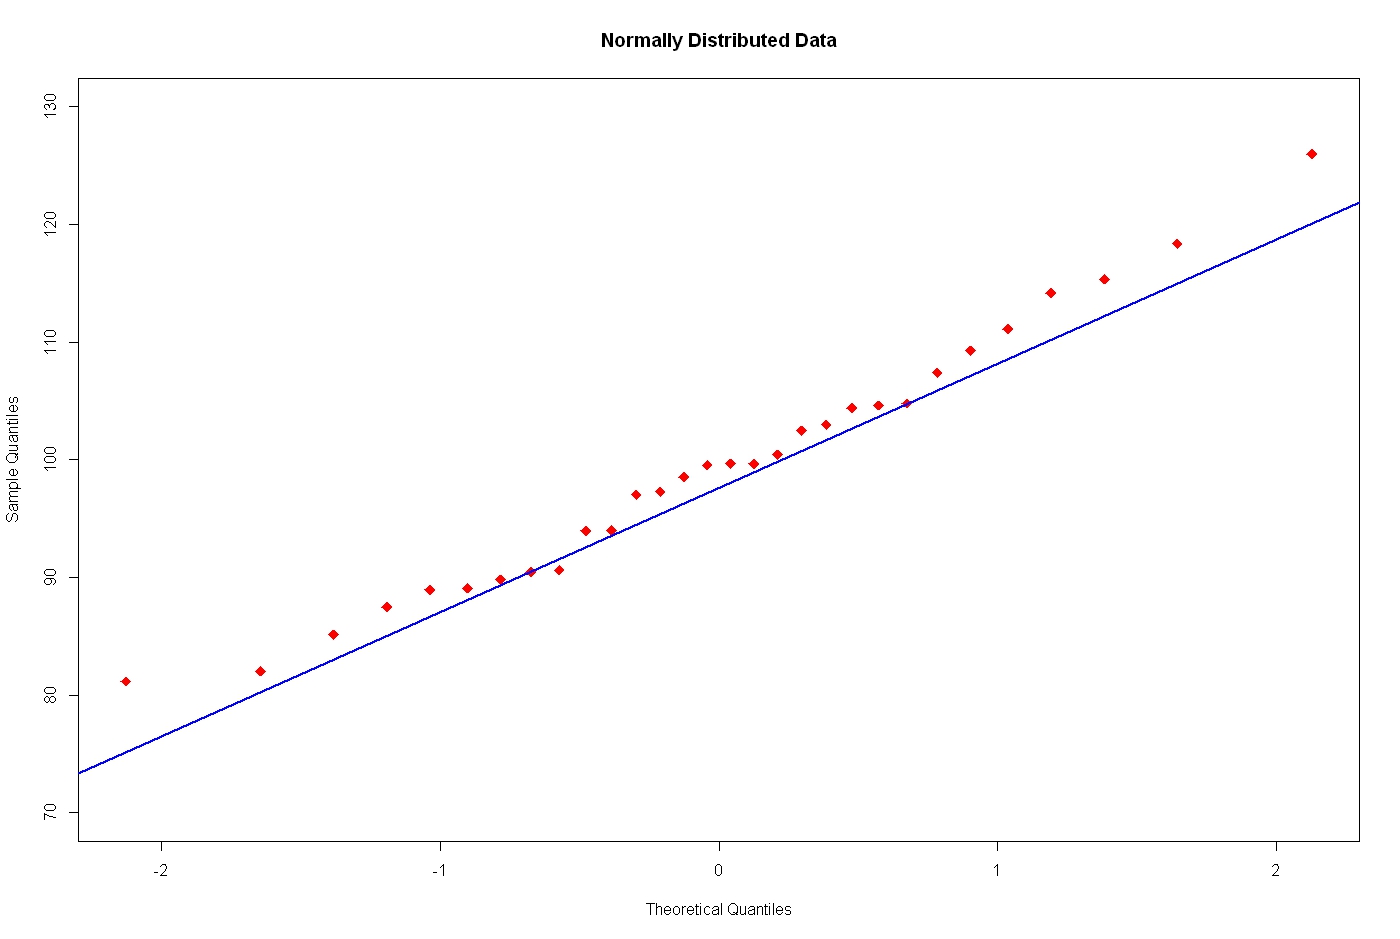 Normally Distributed Data
130
120
110
100
90
80
70
Sample Quantiles
-2 -1 0 1 2
Theoretical Quantiles